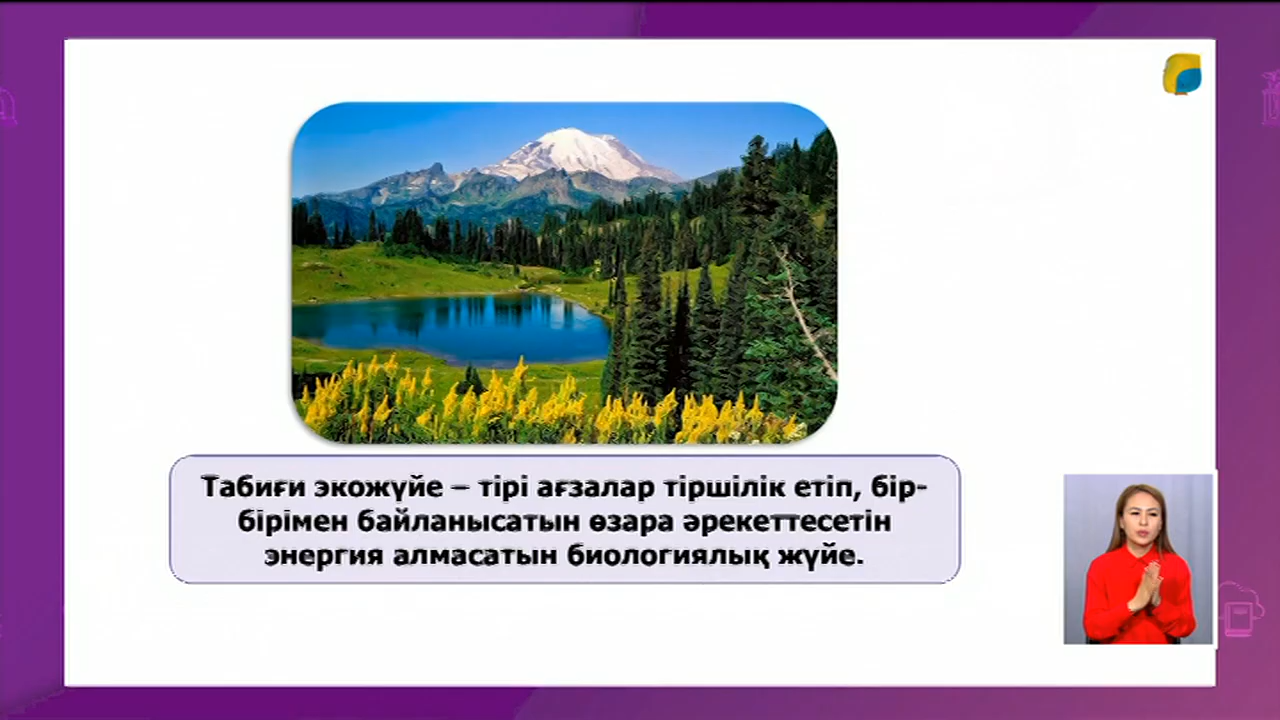 Табиғи экожүйе – тірі ағзалар тіршілік етіп, бір-
бірімен байланысатын өзара әрекеттесетін
энергия алмасатын биологиялық жүйе.